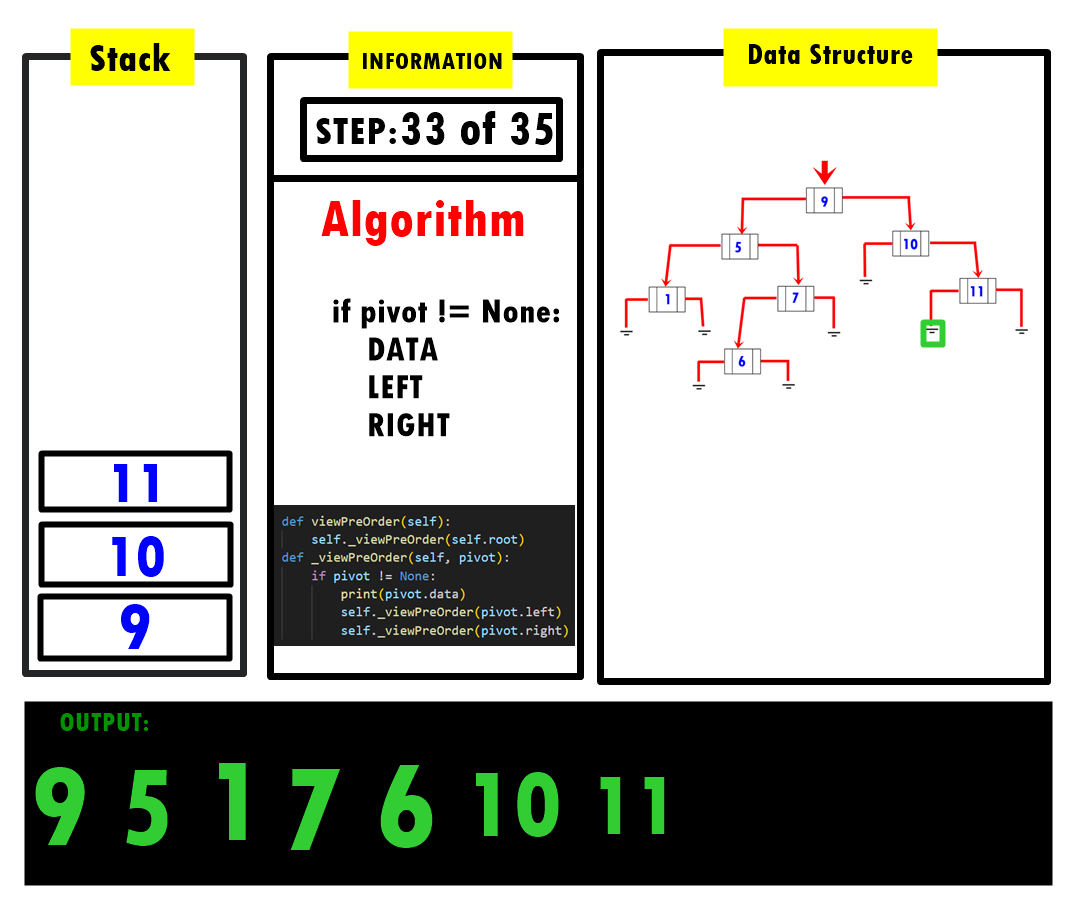 Stack
11
10
9
INFORMATION
STEP:33 of 35
Algorithm
if pivot != None:
DATA
LEFT
RIGHT
def viewPreOrder(self):
self._viewPreOrder(self.root)
def _viewPreOrder(self, pivot):
if pivot != None:
print(pivot.data)
self._viewPreOrder(pivot.left)
self._viewPreOrder(pivot.right)
Data Structure
9
5
10
1
7
11
6
OUTPUT:
9 5 1 7 6 10 11